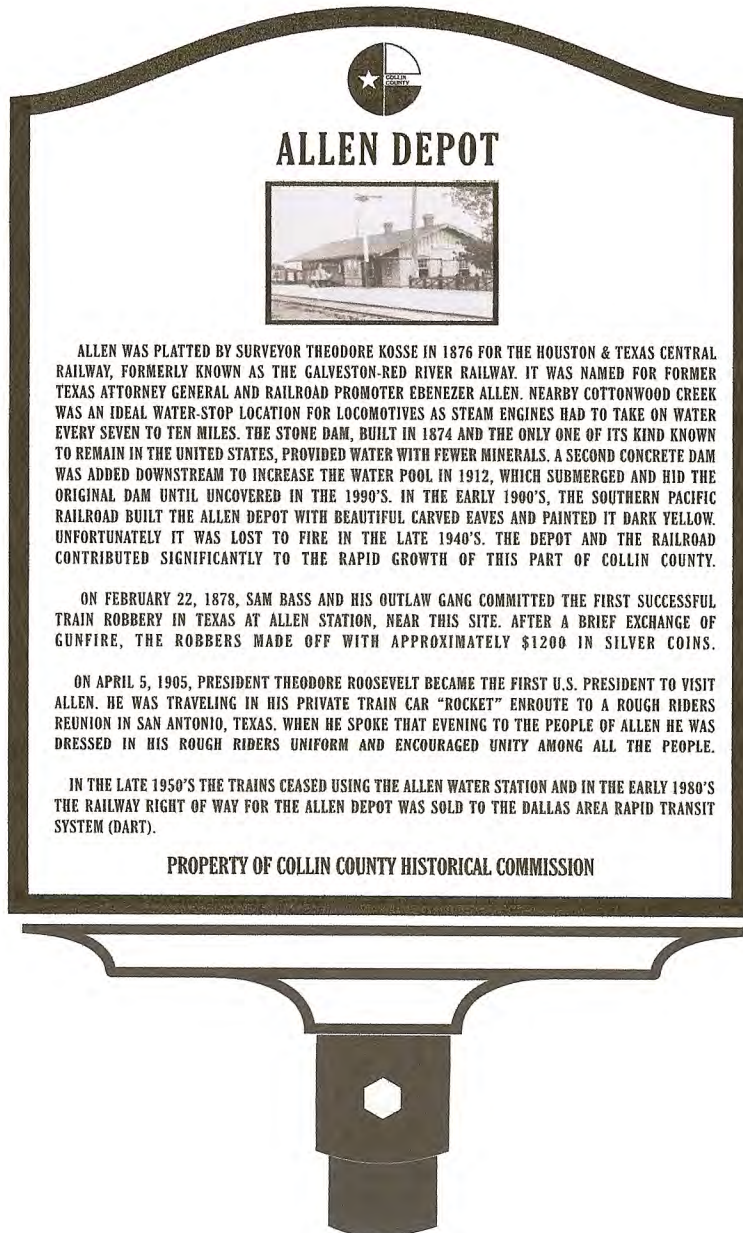 COLLIN
COUNTY
ALLEN DEPOT
ALLEN WAS PLATTED BY SURVEYOR THEODORE KOSSE IN 1876 FOR THE HOUSTON & TEXAS CENTRAL
RAILWAY, FORMERLY KNOWN AS THE GALVESTON-RED RIVER RAILWAY. IT WAS NAMED FOR FORMER
TEXAS ATTORNEY GENERAL AND RAILROAD PROMOTER EBENEZER ALLEN. NEARBY COTTONWOOD CREEK
WAS AN IDEAL WATER-STOP LOCATION FOR LOCOMOTIVES AS STEAM ENGINES HAD TO TAKE ON WATER
EVERY SEVEN TO TEN MILES. THE STONE DAM, BUILT IN 1874 AND THE ONLY ONE OF ITS KIND KNOWN
TO REMAIN IN THE UNITED STATES, PROVIDED WATER WITH FEWER MINERALS. A SECOND CONCRETE DAM
WAS ADDED DOWNSTREAM TO INCREASE THE WATER POOL IN 1912, WHICH SUBMERGED AND HID THE
ORIGINAL DAM UNTIL UNCOVERED IN THE 1990'S. IN THE EARLY 1900'S, THE SOUTHERN PACIFIC
RAILROAD BUILT THE ALLEN DEPOT WITH BEAUTIFUL CARVED EAVES AND PAINTED IT DARK YELLOW.
UNFORTUNATELY IT WAS LOST TO FIRE IN THE LATE 1940'S. THE DEPOT AND THE RAILROAD
CONTRIBUTED SIGNIFICANTLY TO THE RAPID GROWTH OF THIS PART OF COLLIN COUNTY.
ON FEBRUARY 22, 1878, SAM BASS AND HIS OUTLAW GANG COMMITTED THE FIRST SUCCESSFUL
TRAIN ROBBERY IN TEXAS AT ALLEN STATION, NEAR THIS SITE. AFTER A BRIEF EXCHANGE OF
GUNFIRE, THE ROBBERS MADE OFF WITH APPROXIMATELY $1200 IN SILVER COINS.
ON APRIL 5, 1905, PRESIDENT THEODORE ROOSEVELT BECAME THE FIRST U.S. PRESIDENT TO VISIT
ALLEN. HE WAS TRAVELING IN HIS PRIVATE TRAIN CAR "ROCKET" ENROUTE TO A ROUGH RIDERS
REUNION IN SAN ANTONIO, TEXAS. WHEN HE SPOKE THAT EVENING TO THE PEOPLE OF ALLEN HE WAS
DRESSED IN HIS ROUGH RIDERS UNIFORM AND ENCOURAGED UNITY AMONG ALL THE PEOPLE.
IN THE LATE 1950'S THE TRAINS CEASED USING THE ALLEN WATER STATION AND IN THE EARLY 1980'S
THE RAILWAY RIGHT OF WAY FOR THE ALLEN DEPOT WAS SOLD TO THE DALLAS AREA RAPID TRANSIT
SYSTEM (DART).
PROPERTY OF COLLIN COUNTY HISTORICAL COMMISSION